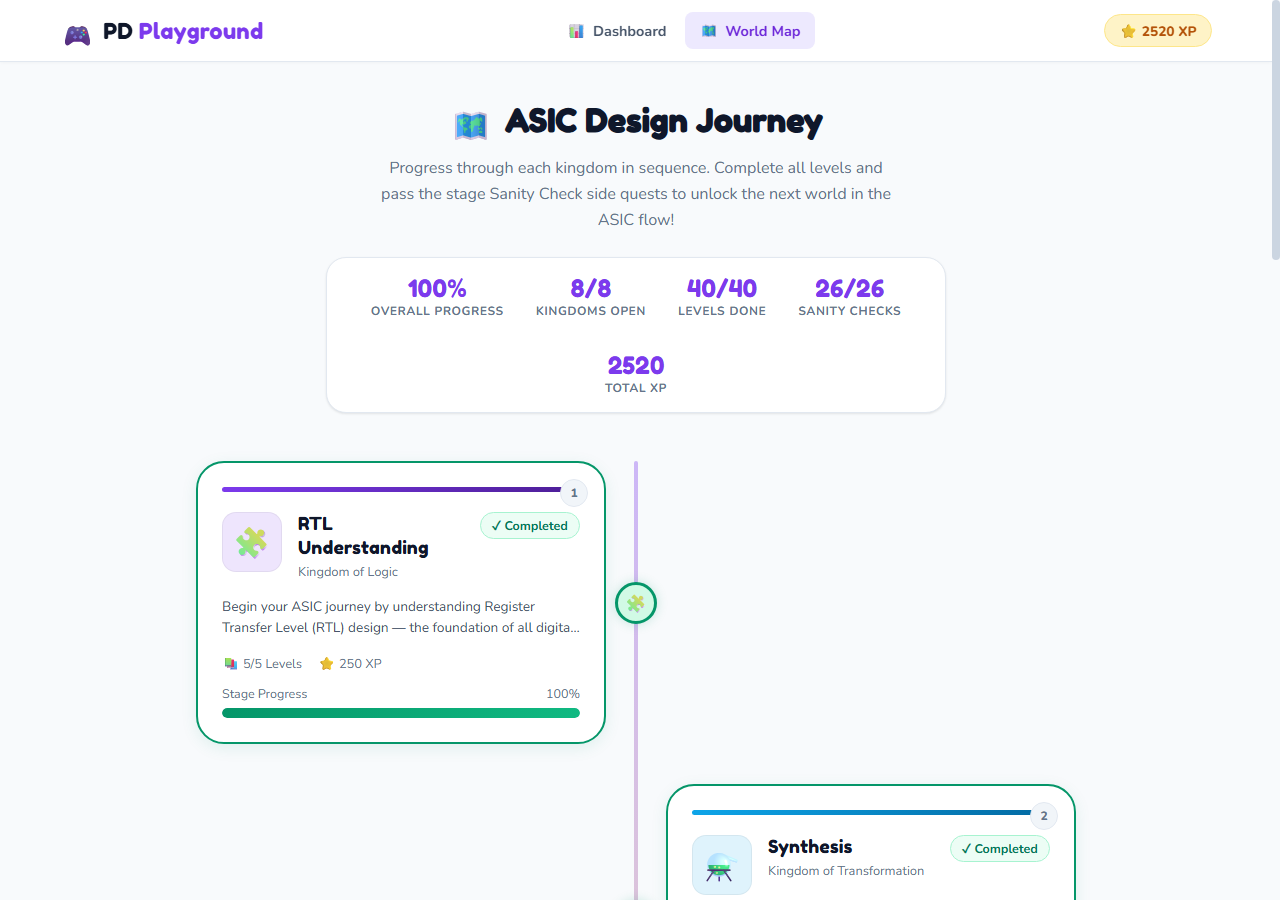 PD Playground
Dashboard
World Map
2520 XP
ASIC Design Journey
Progress through each kingdom in sequence. Complete all levels and
pass the stage Sanity Check side quests to unlock the next world in the
ASIC flow!
100%
OVERALL PROGRESS
8/8
KINGDOMS OPEN
40/40
LEVELS DONE
26/26
SANITY CHECKS
2520
TOTAL XP
1
RTL
Understanding
✓ Completed
Kingdom of Logic
Begin your ASIC journey by understanding Register
Transfer Level (RTL) design — the foundation of all digita...
5/5 Levels
250 XP
Stage Progress
100%
2
Synthesis
✓ Completed
Kingdom of Transformation